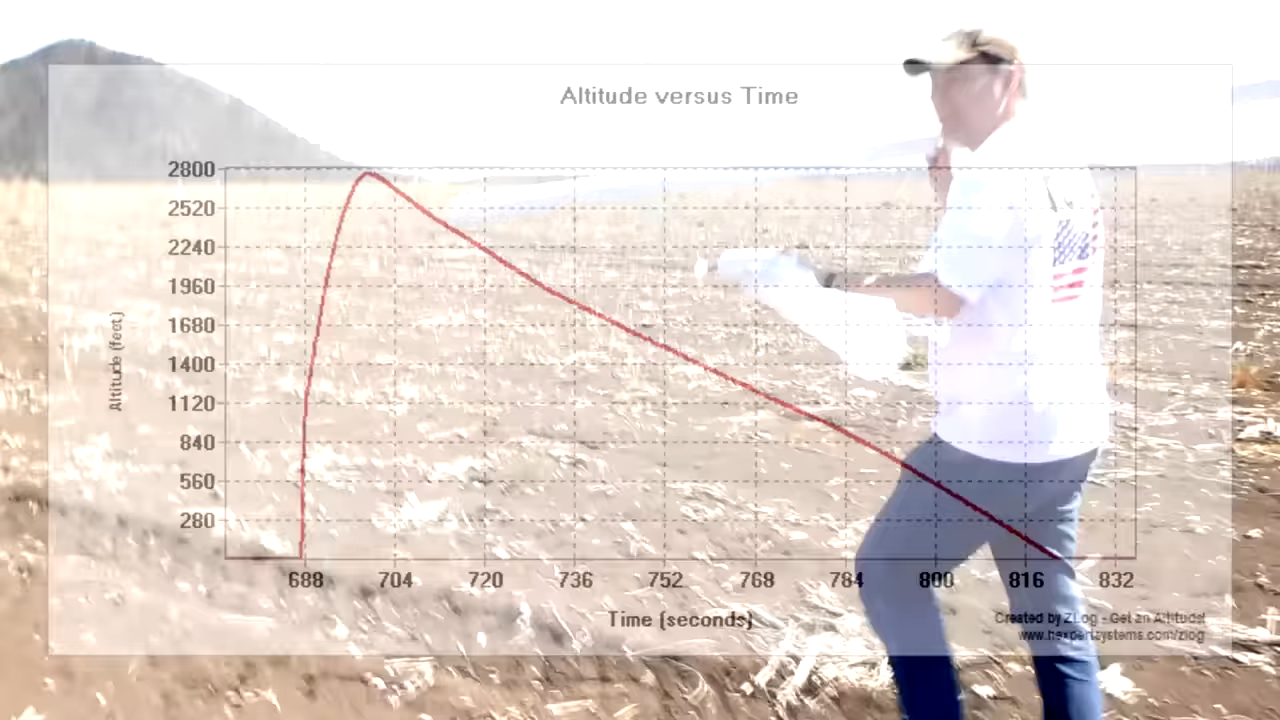 Altitude versus Time
2800
2520
2240
1960
1680
1400
1120
840
560
280
Altitude (feet)
688 704 720 736 752 768 784 800 816 832
Time (seconds)
Created by ZLog - Get an Altitude!
www.hexpertsystems.com/zlog